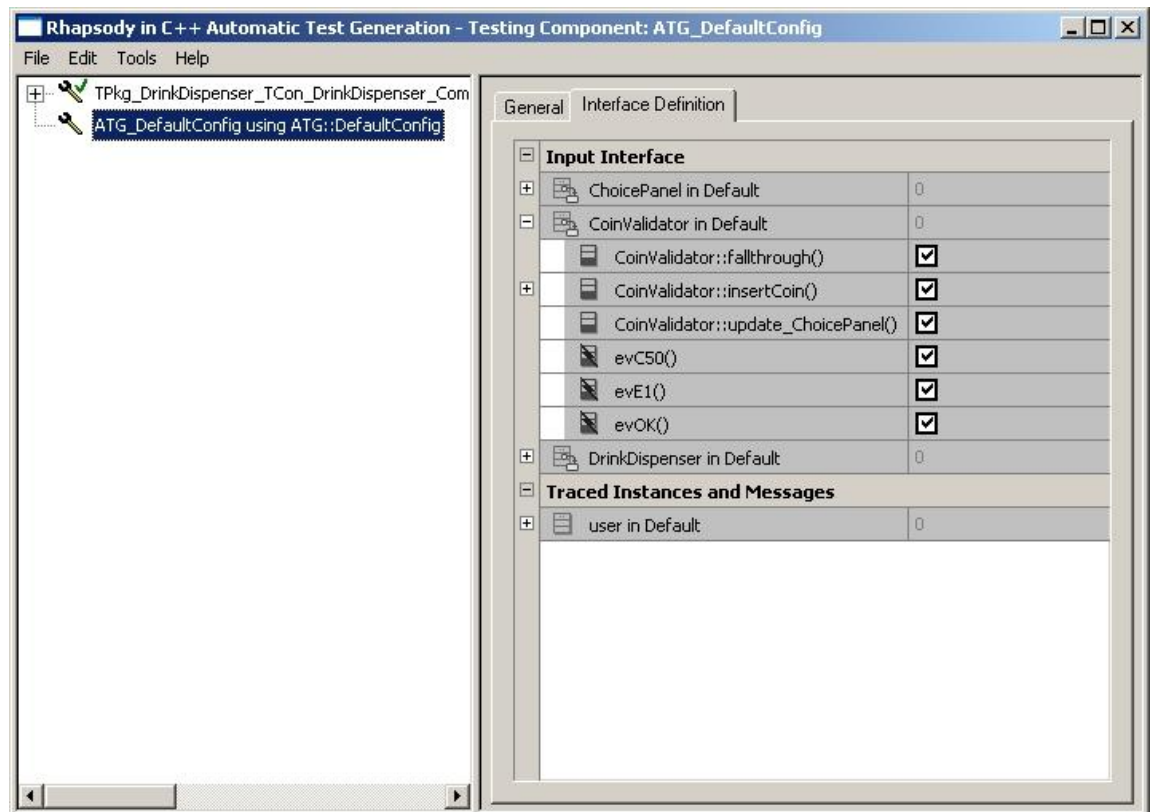 Rhapsody in C++ Automatic Test Generation - Testing Component: ATG_DefaultConfig
File Edit Tools Help
TPkg_DrinkDispenser_TCon_DrinkDispenser_Com
ATG_DefaultConfig using ATG::DefaultConfig
General Interface Definition
Input Interface
ChoicePanel in Default 0
CoinValidator in Default 0
CoinValidator::fallthrough()
CoinValidator::insertCoin()
CoinValidator::update_ChoicePanel()
evC50()
evE1()
evOK()
DrinkDispenser in Default 0
Traced Instances and Messages
user in Default 0